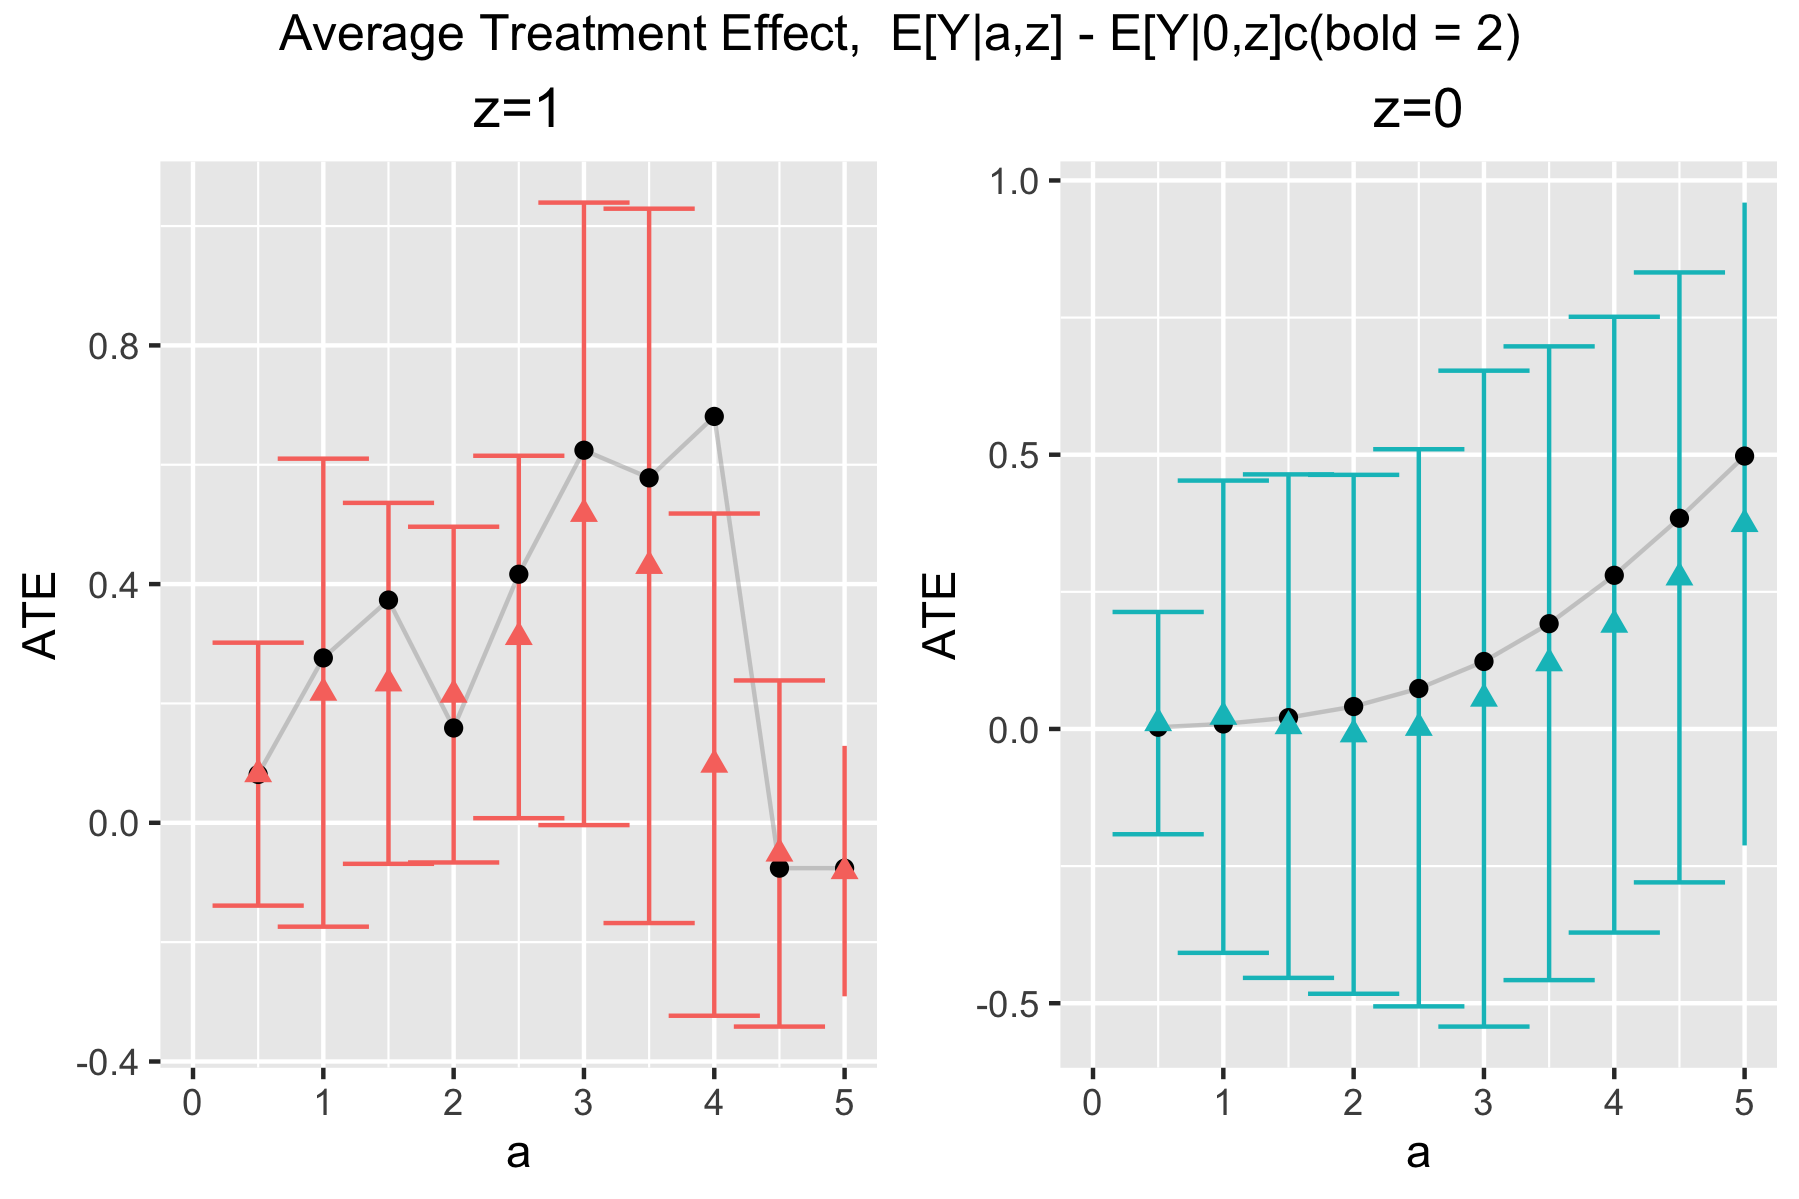 Average Treatment Effect,  E[Y|a,z] - E[Y|0,z]c(bold = 2)
z=1
z=0
ATE
0.8
0.4
0.0
-0.4
0 1 2 3 4 5
a
ATE
1.0
0.5
0.0
-0.5
0 1 2 3 4 5
a